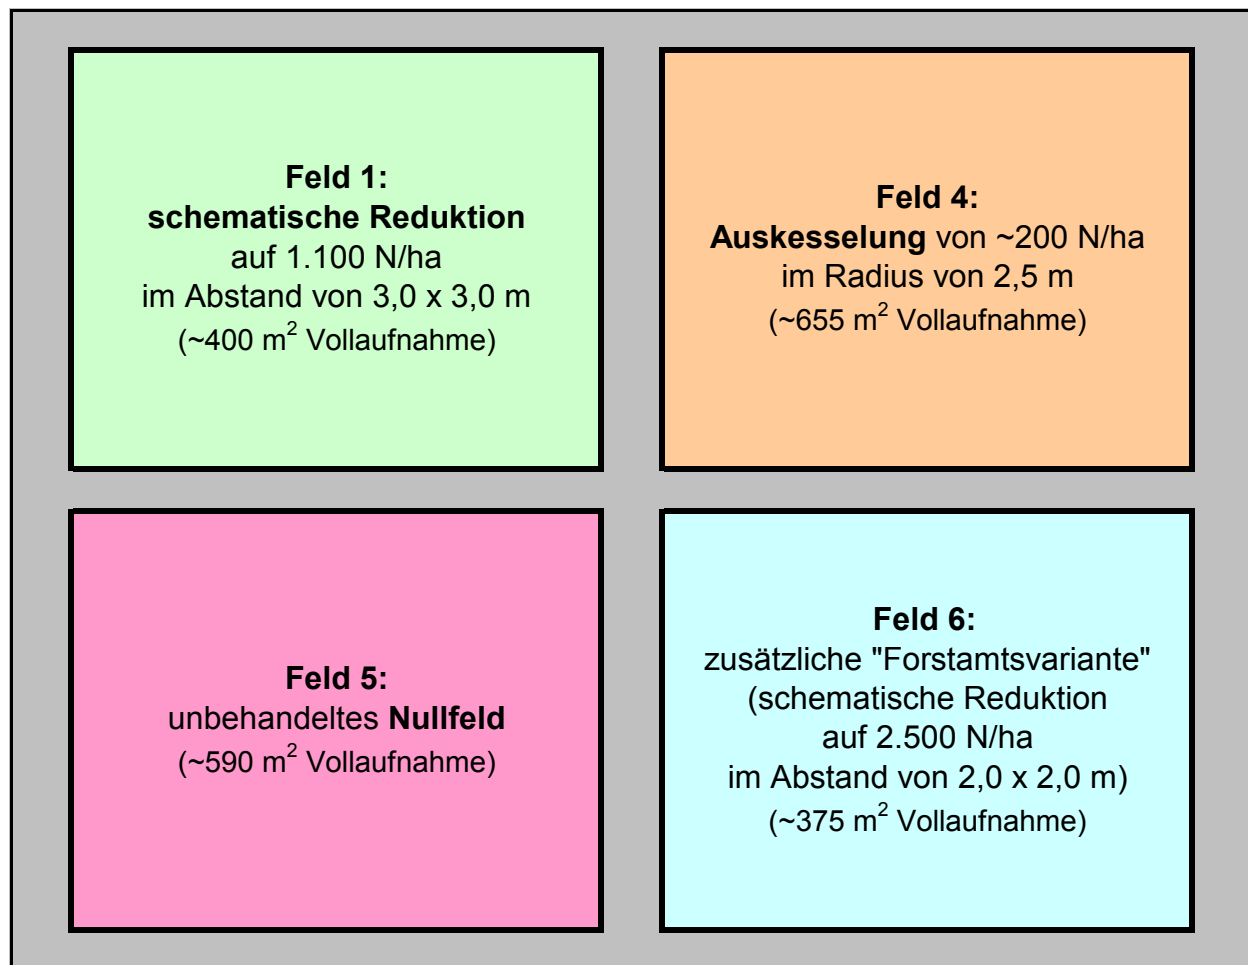 Feld 1:
schematische Reduktion
auf 1.100 N/ha
im Abstand von 3,0 x 3,0 m
(~400 m² Vollaufnahme)
Feld 4:
Auskesselung von ~200 N/ha
im Radius von 2,5 m
(~655 m² Vollaufnahme)
Feld 5:
unbehandeltes Nullfeld
(~590 m² Vollaufnahme)
Feld 6:
zusätzliche "Forstamtsvariante"
(schematische Reduktion
auf 2.500 N/ha
im Abstand von 2,0 x 2,0 m)
(~375 m² Vollaufnahme)